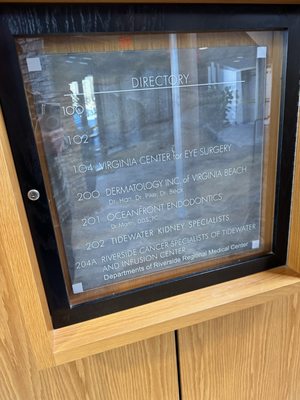 DIRECTORY
100
102
104 VIRGINIA CENTER for EYE SURGERY
200 DERMATOLOGY INC. of VIRGINIA BEACH
201 OCEANFRONT ENDODONTICS
202 TIDEWATER KIDNEY SPECIALISTS
204A RIVERSIDE CANCER SPECIALISTS OF TIDEWATER
AND INFUSION CENTER
Departments of Riverside Regional Medical Center